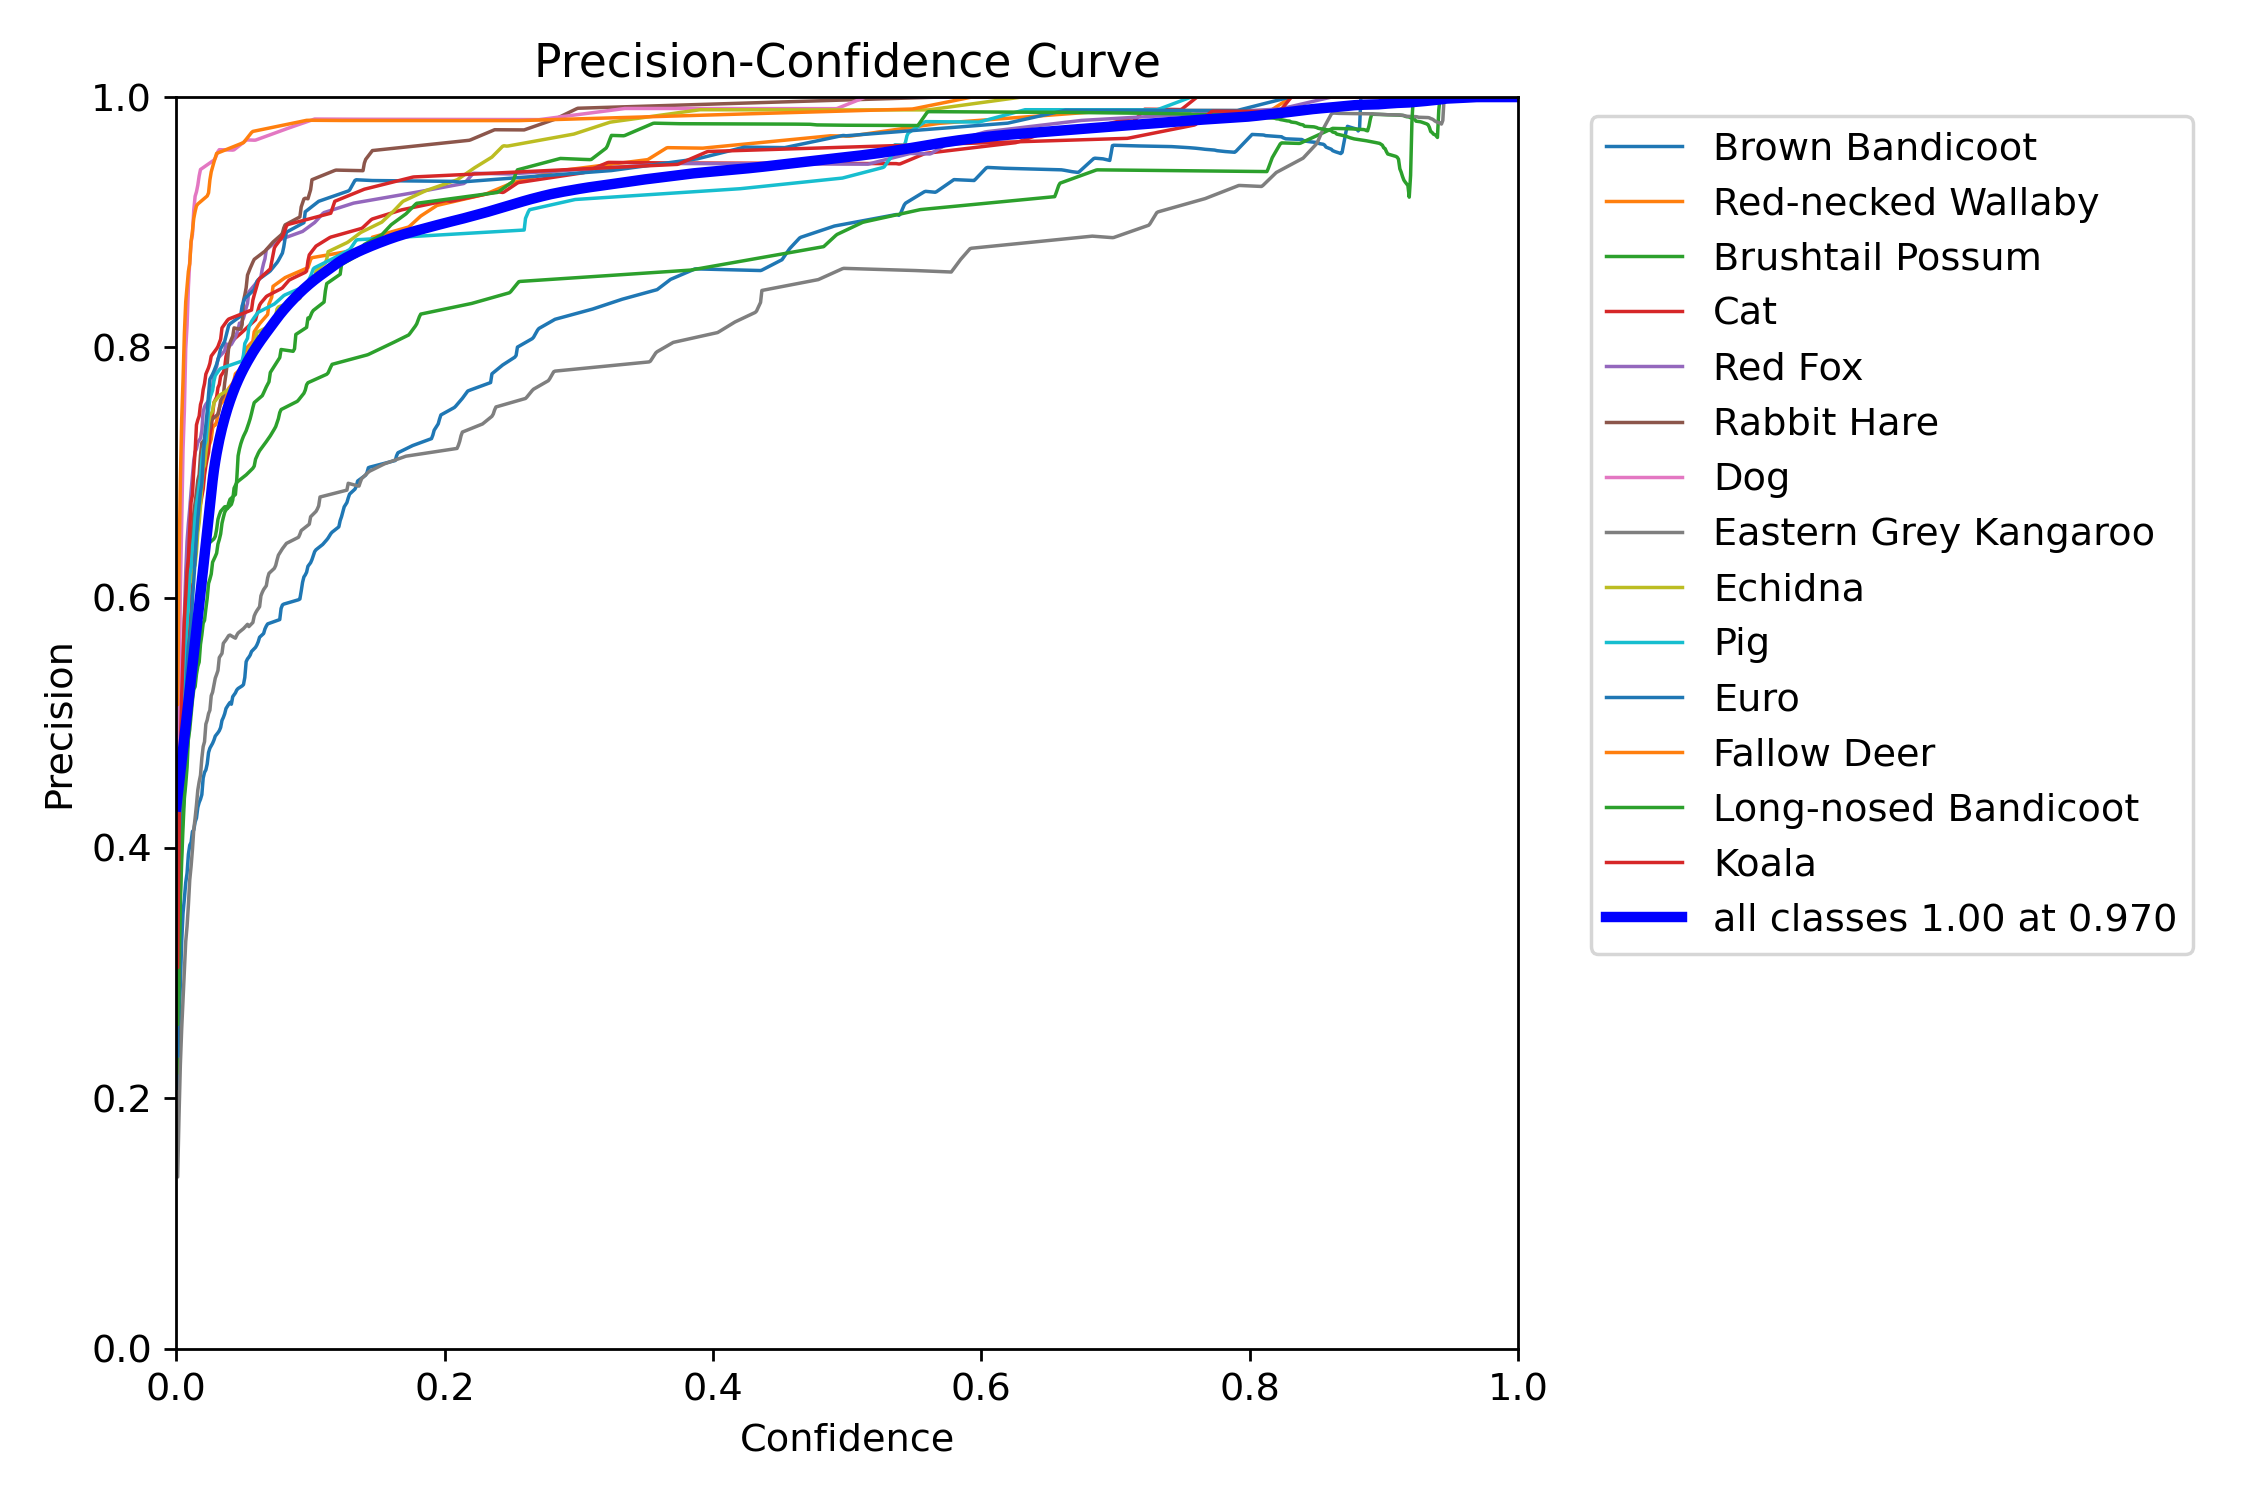 Precision-Confidence Curve
1.0
0.8
0.6
0.4
0.2
0.0
Precision
0.0 0.2 0.4 0.6 0.8 1.0
Confidence
Brown Bandicoot
Red-necked Wallaby
Brushtail Possum
Cat
Red Fox
Rabbit Hare
Dog
Eastern Grey Kangaroo
Echidna
Pig
Euro
Fallow Deer
Long-nosed Bandicoot
Koala
all classes 1.00 at 0.970